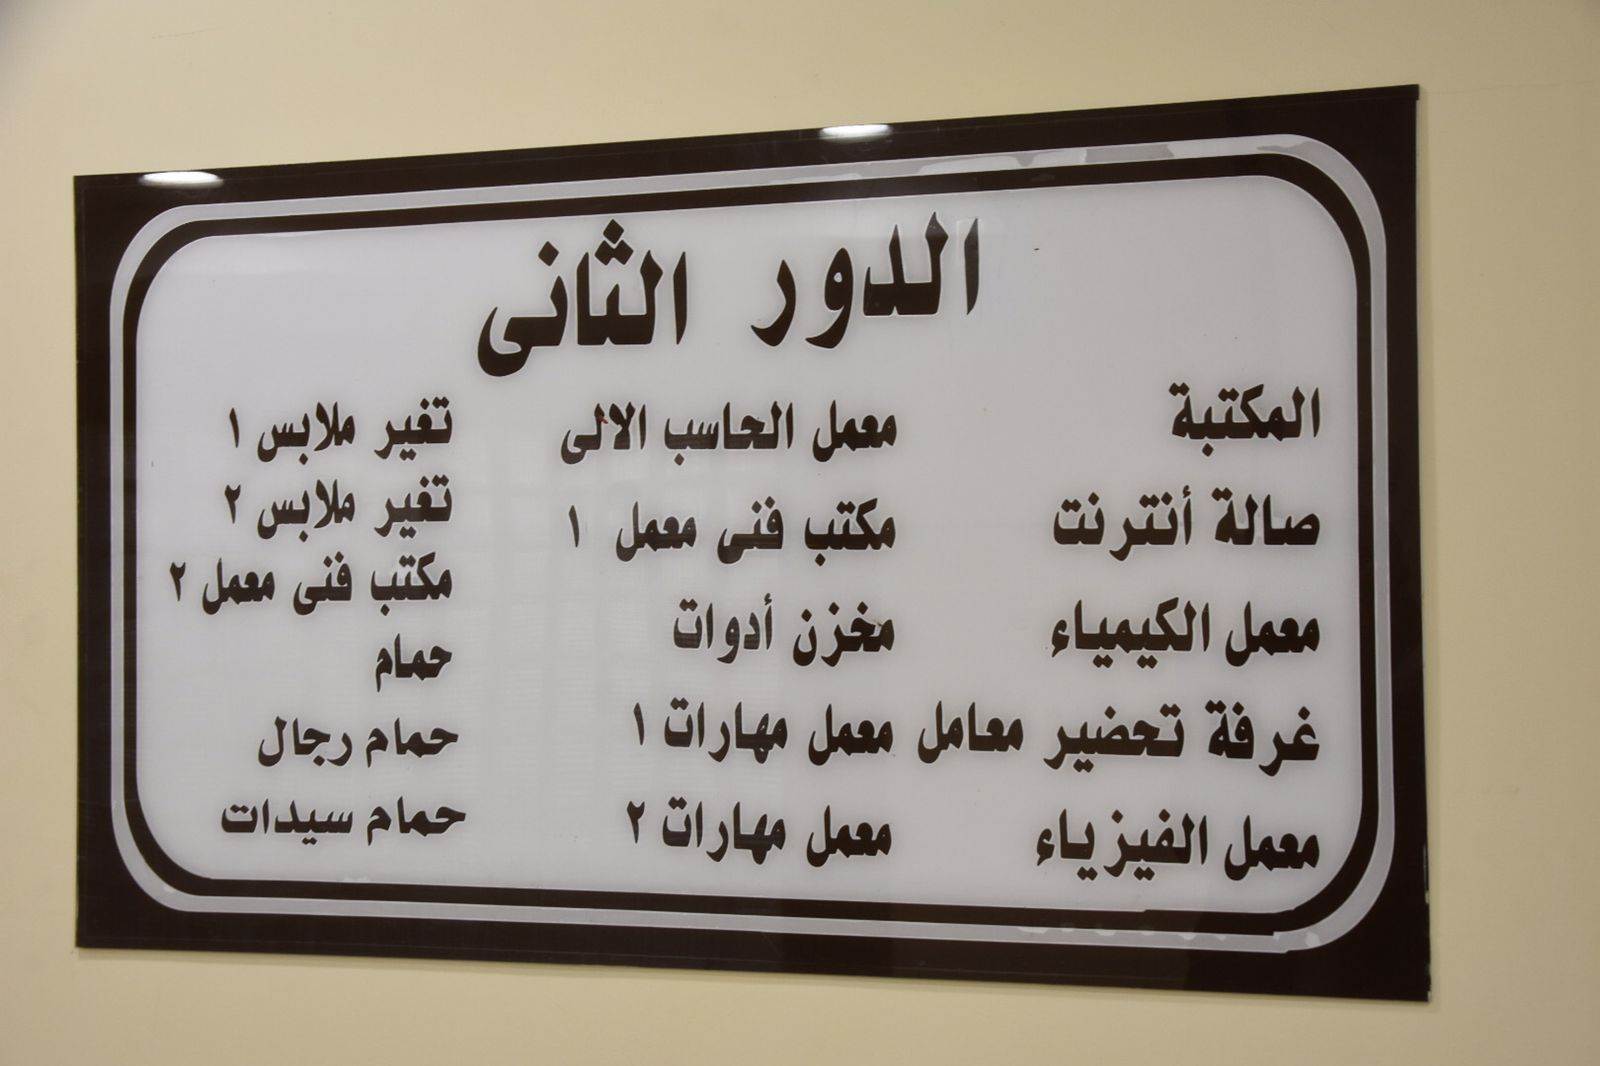 الدور الثانى
المكتبة
صالة أنترنت
معمل الكيمياء
غرفة تحضير معامل
معمل الفيزياء
معمل الحاسب الالى
مكتب فنى معمل ١
مخزن أدوات
معمل مهارات ١
معمل مهارات ٢
تغير ملابس ١
تغير ملابس ٢
مكتب فنى معمل ٢
حمام
حمام رجال
حمام سيدات